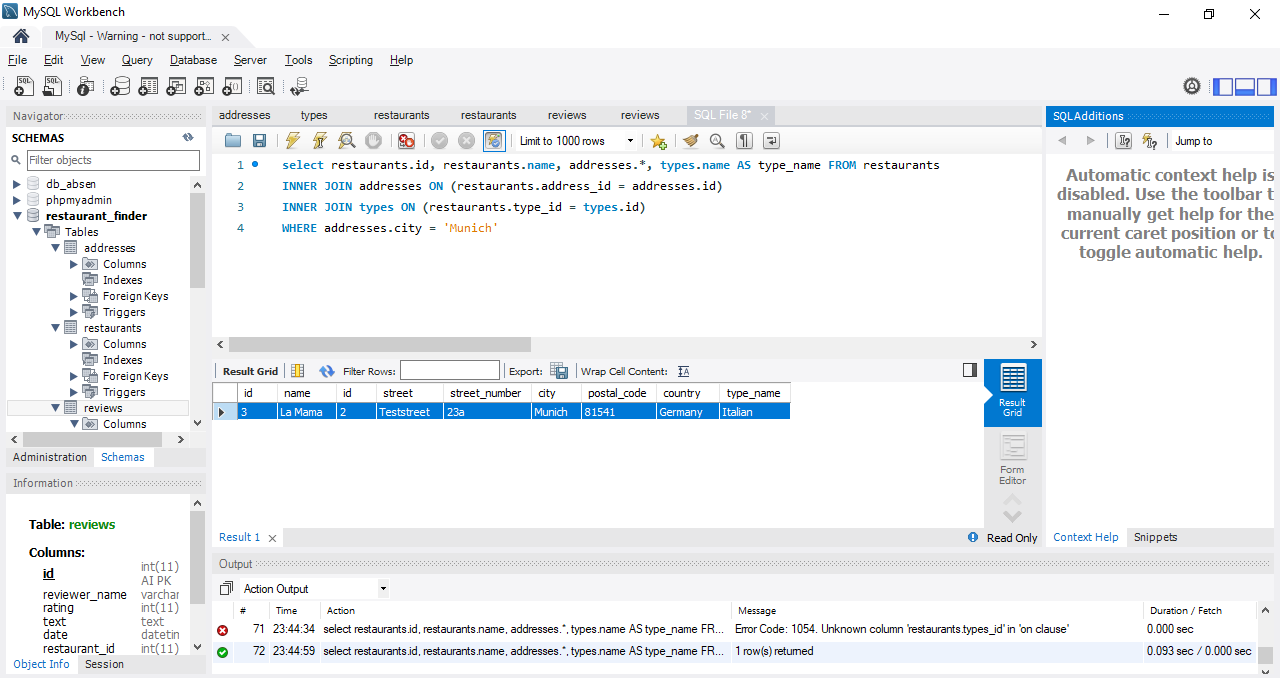 MySQL Workbench
MySql - Warning - not support...
File Edit View Query Database Server Tools Scripting Help
Navigator
SCHEMAS
Filter objects
db_absen
phpmyadmin
restaurant_finder
Tables
addresses
Columns
Indexes
Foreign Keys
Triggers
restaurants
Columns
Indexes
Foreign Keys
Triggers
reviews
Columns
Administration Schemas
Information
Table: reviews
Columns:
id int(11)
AI PK
reviewer_name varchar
rating int(11)
text text
date datetin
restaurant_id int(11)
Object Info Session
addresses types restaurants restaurants reviews reviews SQL File 8*
Limit to 1000 rows
1 select restaurants.id, restaurants.name, addresses.*, types.name AS type_name FROM restaurants
2 INNER JOIN addresses ON (restaurants.address_id = addresses.id)
3 INNER JOIN types ON (restaurants.type_id = types.id)
4 WHERE addresses.city = 'Munich'
Result Grid Filter Rows: Export: Wrap Cell Content:
id name id street street_number city postal_code country type_name
3 La Mama 2 Teststreet 23a Munich 81541 Germany Italian
Result
Grid
Form
Editor
Result 1 Read Only
SQLAdditions
Jump to
Automatic context help is
disabled. Use the toolbar t
manually get help for the
current caret position or to
toggle automatic help.
Context Help Snippets
Output
Action Output
# Time Action Message Duration / Fetch
71 23:44:34 select restaurants.id, restaurants.name, addresses.*, types.name AS type_name FR... Error Code: 1054. Unknown column 'restaurants.types_id' in 'on clause' 0.000 sec
72 23:44:59 select restaurants.id, restaurants.name, addresses.*, types.name AS type_name FR... 1 row(s) returned 0.093 sec / 0.000 sec